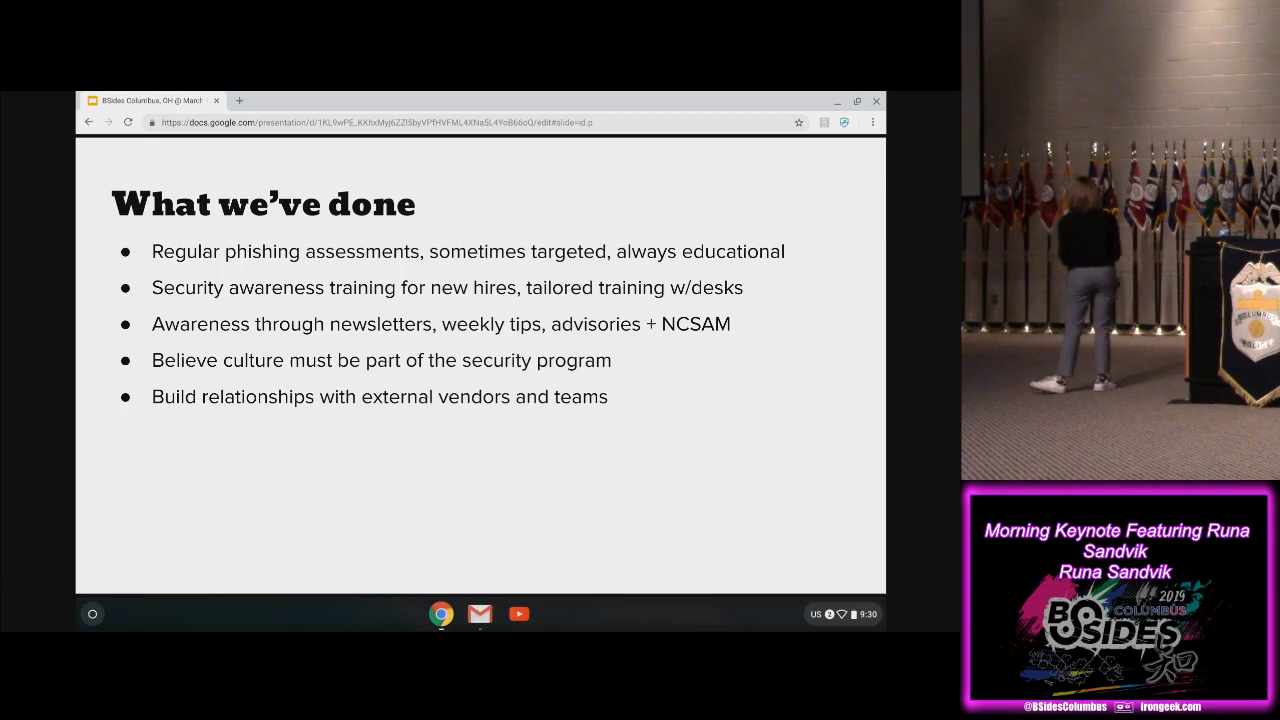 BSides Columbus, OH @ March
https://docs.google.com/presentation/d/1KL9wPE_KKhxMyj6ZZl5byVPfHVFML4XNa5L4YoB66oQ/edit#slide=id.p
What we've done
● Regular phishing assessments, sometimes targeted, always educational
● Security awareness training for new hires, tailored training w/desks
● Awareness through newsletters, weekly tips, advisories + NCSAM
● Believe culture must be part of the security program
● Build relationships with external vendors and teams
US 2 9:30
COLUMBUS
POLICE
Morning Keynote Featuring Runa
Sandvik
Runa Sandvik
2019
COLUMBUS
BSIDES
@BSidesColumbus Irongeek.com